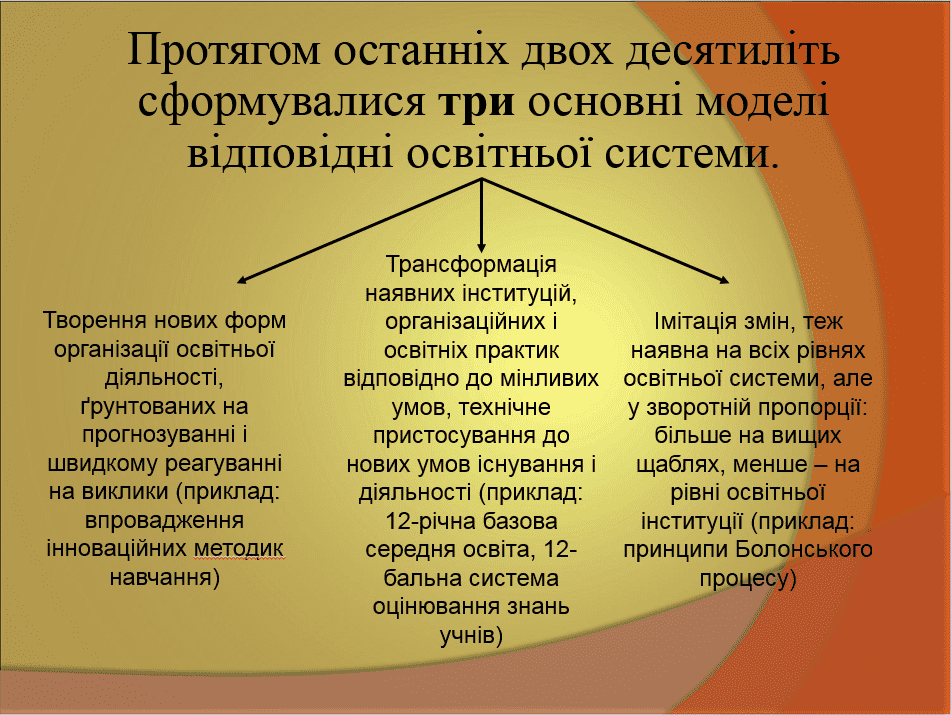 Протягом останніх двох десятиліть
сформувалися три основні моделі
відповідні освітньої системи.
Творення нових форм
організації освітньої
діяльності,
ґрунтованих на
прогнозуванні і
швидкому реагуванні
на виклики (приклад:
впровадження
інноваційних методик
навчання)
Трансформація
наявних інституцій,
організаційних і
освітніх практик
відповідно до мінливих
умов, технічне
пристосування до
нових умов існування і
діяльності (приклад:
12-річна базова
середня освіта, 12-
бальна система
оцінювання знань
учнів)
Імітація змін, теж
наявна на всіх рівнях
освітньої системи, але
у зворотній пропорції:
більше на вищих
щаблях, менше – на
рівні освітньої
інституції (приклад:
принципи Болонського
процесу)